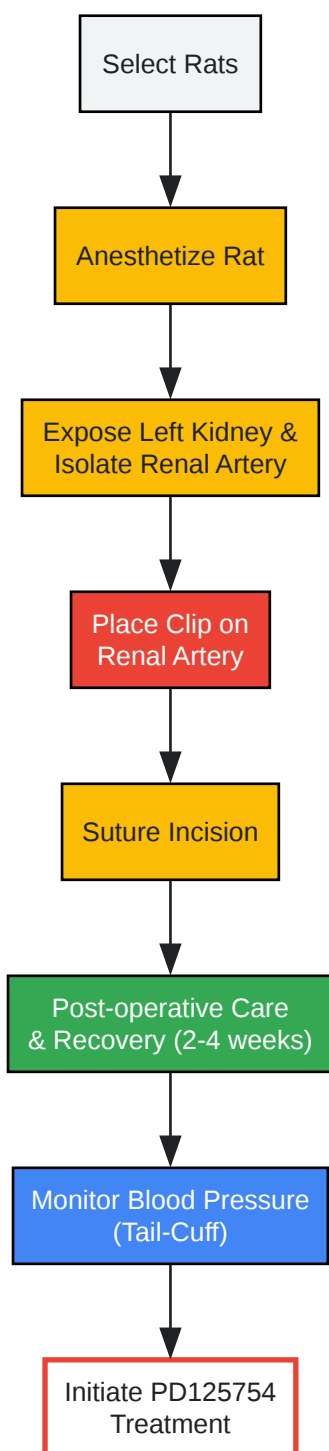 Select Rats
Anesthetize Rat
Expose Left Kidney &
Isolate Renal Artery
Place Clip on
Renal Artery
Suture Incision
Post-operative Care
& Recovery (2-4 weeks)
Monitor Blood Pressure
(Tail-Cuff)
Initiate PD125754
Treatment